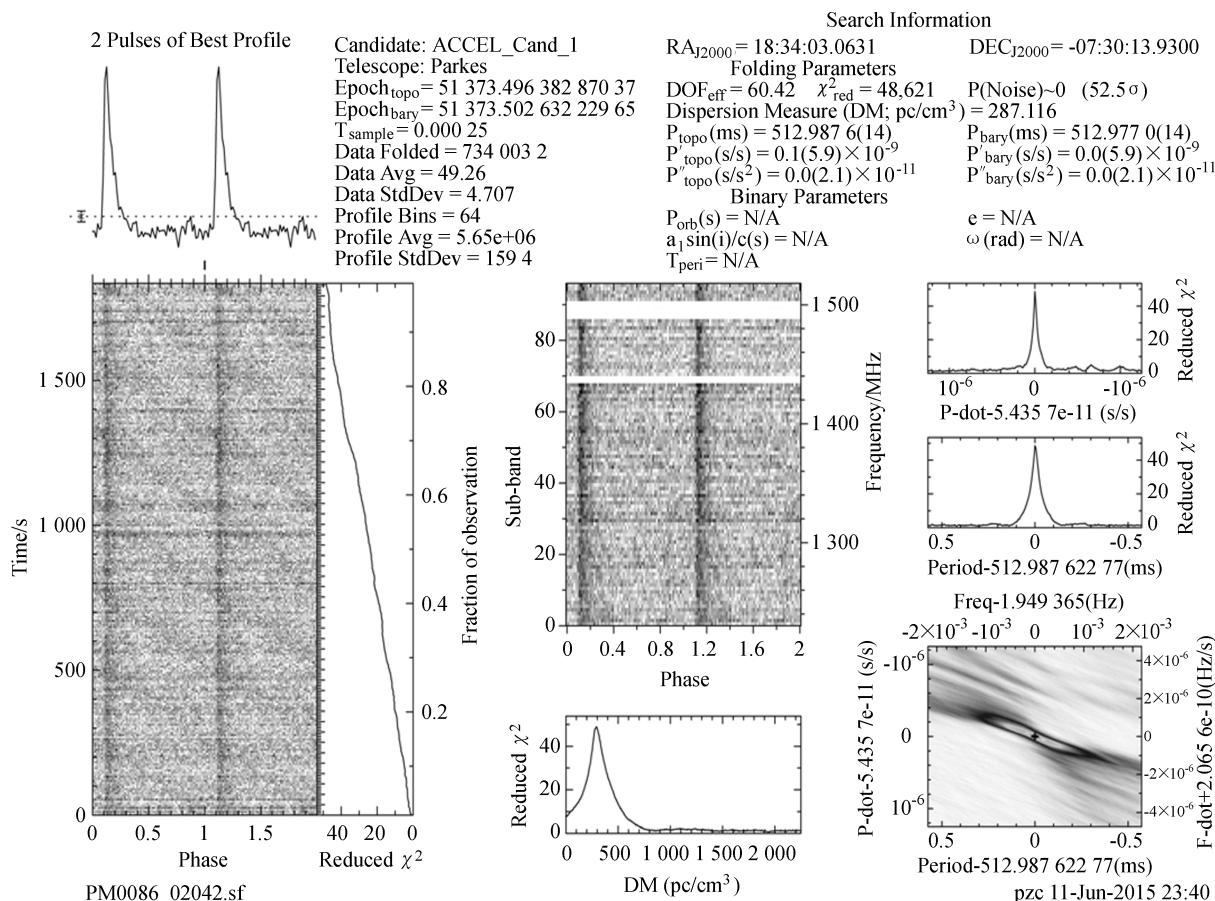 Search Information
2 Pulses of Best Profile
Candidate: ACCEL_Cand_1
Telescope: Parkes
Epoch_topo = 51 373.496 382 870 37
Epoch_bary = 51 373.502 632 229 65
T_sample = 0.000 25
Data Folded = 734 003 2
Data Avg = 49.26
Data StdDev = 4.707
Profile Bins = 64
Profile Avg = 5.65e+06
Profile StdDev = 159 4
RA_J2000 = 18:34:03.0631 DEC_J2000 = -07:30:13.9300
Folding Parameters
DOF_eff = 60.42 χ²_red = 48,621 P(Noise)~0 (52.5σ)
Dispersion Measure (DM; pc/cm³) = 287.116
P_topo(ms) = 512.987 6(14) P_bary(ms) = 512.977 0(14)
P′_topo(s/s) = 0.1(5.9)×10⁻⁹ P′_bary(s/s) = 0.0(5.9)×10⁻⁹
P″_topo(s/s²) = 0.0(2.1)×10⁻¹¹ P″_bary(s/s²) = 0.0(2.1)×10⁻¹¹
Binary Parameters
P_orb(s) = N/A e = N/A
a₁sin(i)/c(s) = N/A ω(rad) = N/A
T_peri = N/A
Time/s
1 500
1 000
500
0
0 0.5 1 1.5
Phase
0.8
0.6
0.4
0.2
Fraction of observation
40 20 0
Reduced χ²
Sub-band
80
60
40
20
0
1 500
1 400
1 300
Frequency/MHz
0 0.4 0.8 1.2 1.6 2
Phase
Reduced χ²
40
20
0
0 500 1 000 1 500 2 000
DM (pc/cm³)
40
20
0
Reduced χ²
10⁻⁶ 0 -10⁻⁶
P-dot-5.435 7e-11 (s/s)
40
20
0
Reduced χ²
0.5 0 -0.5
Period-512.987 622 77(ms)
Freq-1.949 365(Hz)
-2×10⁻³ -10⁻³ 0 10⁻³ 2×10⁻³
P-dot-5.435 7e-11 (s/s)
-10⁻⁶
0
10⁻⁶
4×10⁻⁶
2×10⁻⁶
0
-2×10⁻⁶
-4×10⁻⁶
F-dot+2.065 6e-10(Hz/s)
0.5 0 -0.5
Period-512.987 622 77(ms)
PM0086 02042.sf
pzc 11-Jun-2015 23:40